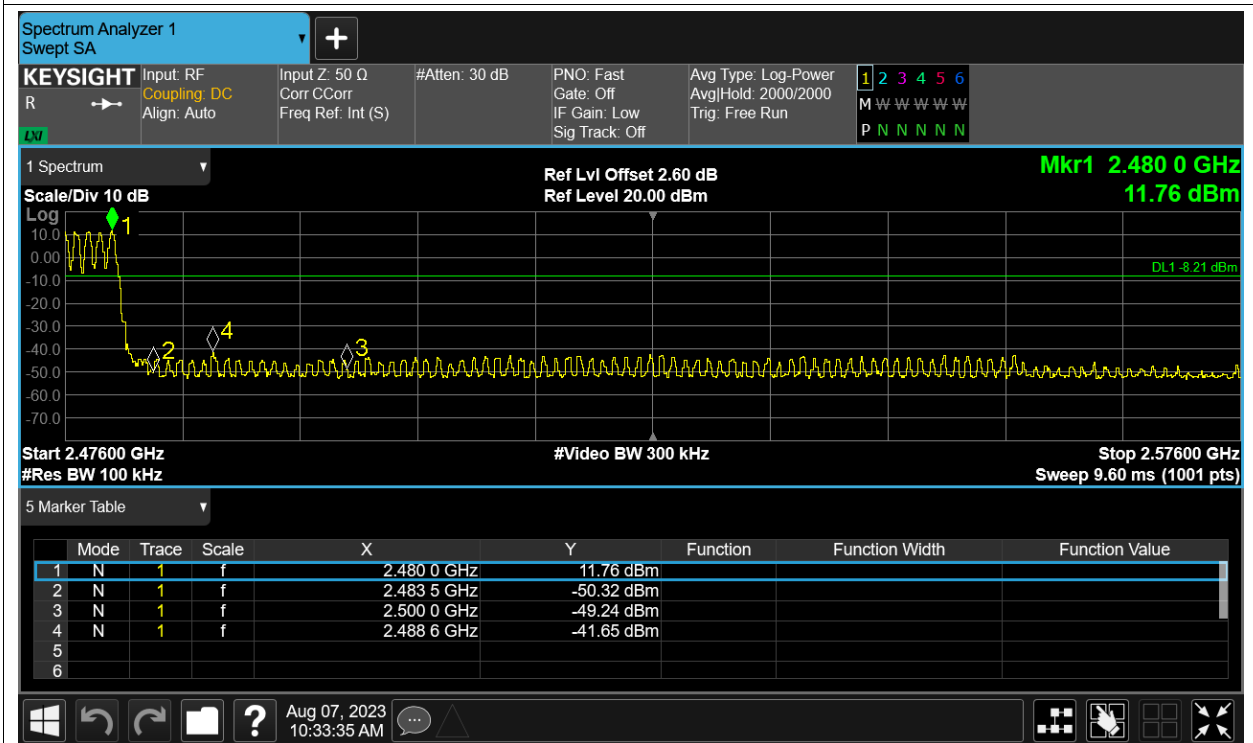 Spectrum Analyzer 1
Swept SA
KEYSIGHT Input: RF Input Z: 50 Ω #Atten: 30 dB PNO: Fast Avg Type: Log-Power 1 2 3 4 5 6
R Coupling: DC Corr CCorr Gate: Off Avg|Hold: 2000/2000 M W W W W W
Align: Auto Freq Ref: Int (S) IF Gain: Low Trig: Free Run
LXI Sig Track: Off P N N N N N
1 Spectrum Ref Lvl Offset 2.60 dB Mkr1 2.480 0 GHz
Scale/Div 10 dB Ref Level 20.00 dBm 11.76 dBm
Log
1
10.0
0.00
DL1 -8.21 dBm
-10.0
-20.0
-30.0
4
-40.0
2 3
-50.0
-60.0
-70.0
Start 2.47600 GHz #Video BW 300 kHz Stop 2.57600 GHz
#Res BW 100 kHz Sweep 9.60 ms (1001 pts)
5 Marker Table
Mode Trace Scale X Y Function Function Width Function Value
1 N 1 f 2.480 0 GHz 11.76 dBm
2 N 1 f 2.483 5 GHz -50.32 dBm
3 N 1 f 2.500 0 GHz -49.24 dBm
4 N 1 f 2.488 6 GHz -41.65 dBm
5
6
? Aug 07, 2023
10:33:35 AM